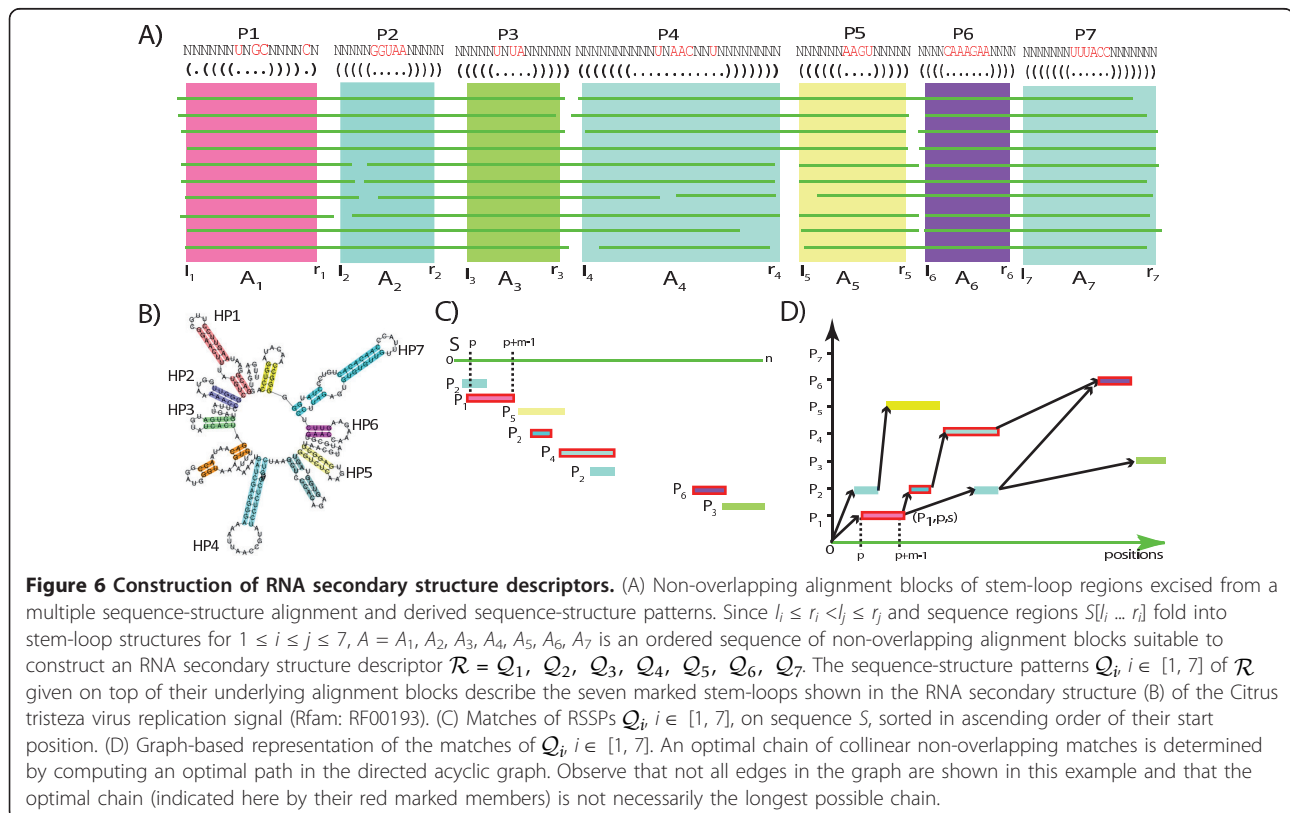 A)
P1 P2 P3 P4 P5 P6 P7
NNNNNNUNGCNNNNCN NNNNNGGUAANNNNN NNNNNNUNUANNNNNN NNNNNNNNNNNUNAACNNUNNNNNNNN NNNNNNAAGUNNNNNN NNNNCAAAGAANNNN NNNNNNNUUUACCNNNNNNN
(.((((....)))).) (((((.....))))) ((((((....)))))) ((((((((...........)))))))) ((((((....)))))) ((((.......)))) (((((((......)))))))
l1 A1 r1 l2 A2 r2 l3 A3 r3 l4 A4 r4 l5 A5 r5 l6 A6 r6 l7 A7 r7
B)
HP1
HP2
HP3
HP4
HP5
HP6
HP7
C)
S
0 p p+m-1 n
P2
P1
P5
P2
P4
P2
P6
P3
D)
P7
P6
P5
P4
P3
P2
P1
(P1,p,s)
0 p p+m-1 positions
Figure 6 Construction of RNA secondary structure descriptors. (A) Non-overlapping alignment blocks of stem-loop regions excised from a
multiple sequence-structure alignment and derived sequence-structure patterns. Since li ≤ ri <lj ≤ rj and sequence regions S[li ... ri] fold into
stem-loop structures for 1 ≤ i ≤ j ≤ 7, A = A1, A2, A3, A4, A5, A6, A7 is an ordered sequence of non-overlapping alignment blocks suitable to
construct an RNA secondary structure descriptor R = Q1, Q2, Q3, Q4, Q5, Q6, Q7. The sequence-structure patterns Qi, i ∈ [1, 7] of R
given on top of their underlying alignment blocks describe the seven marked stem-loops shown in the RNA secondary structure (B) of the Citrus
tristeza virus replication signal (Rfam: RF00193). (C) Matches of RSSPs Qi, i ∈ [1, 7], on sequence S, sorted in ascending order of their start
position. (D) Graph-based representation of the matches of Qi, i ∈ [1, 7]. An optimal chain of collinear non-overlapping matches is determined
by computing an optimal path in the directed acyclic graph. Observe that not all edges in the graph are shown in this example and that the
optimal chain (indicated here by their red marked members) is not necessarily the longest possible chain.